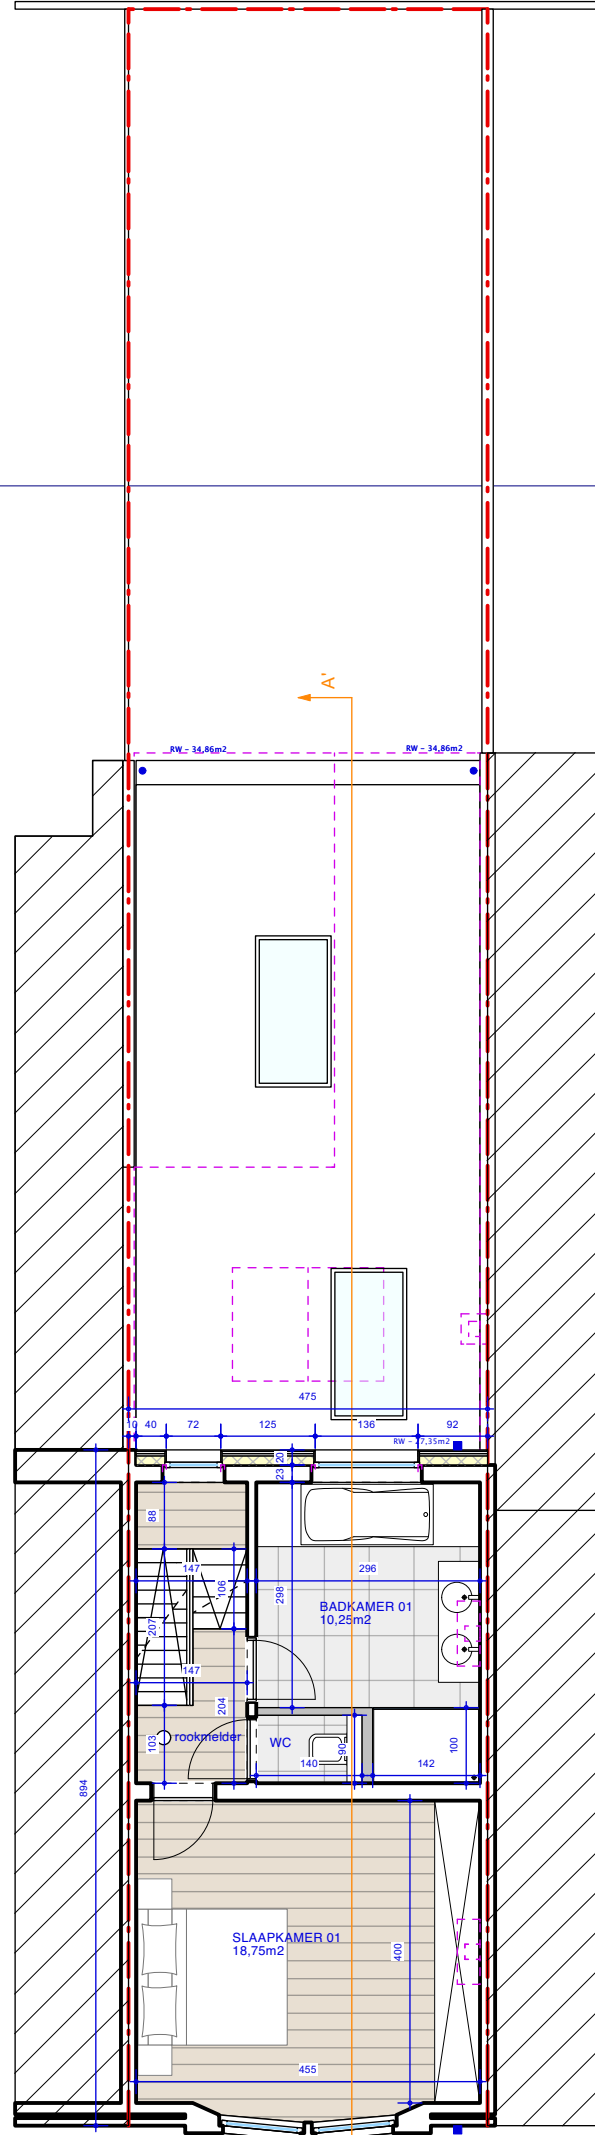 A'
RW - 34,86m2
RW - 34,86m2
475
10 40 72 125 136 92
RW - 27,35m2
20
23
88
147
296
106
298
BADKAMER 01
10,25m2
207
147
204
103
rookmelder
WC
90
100
140
142
894
SLAAPKAMER 01
18,75m2
400
455